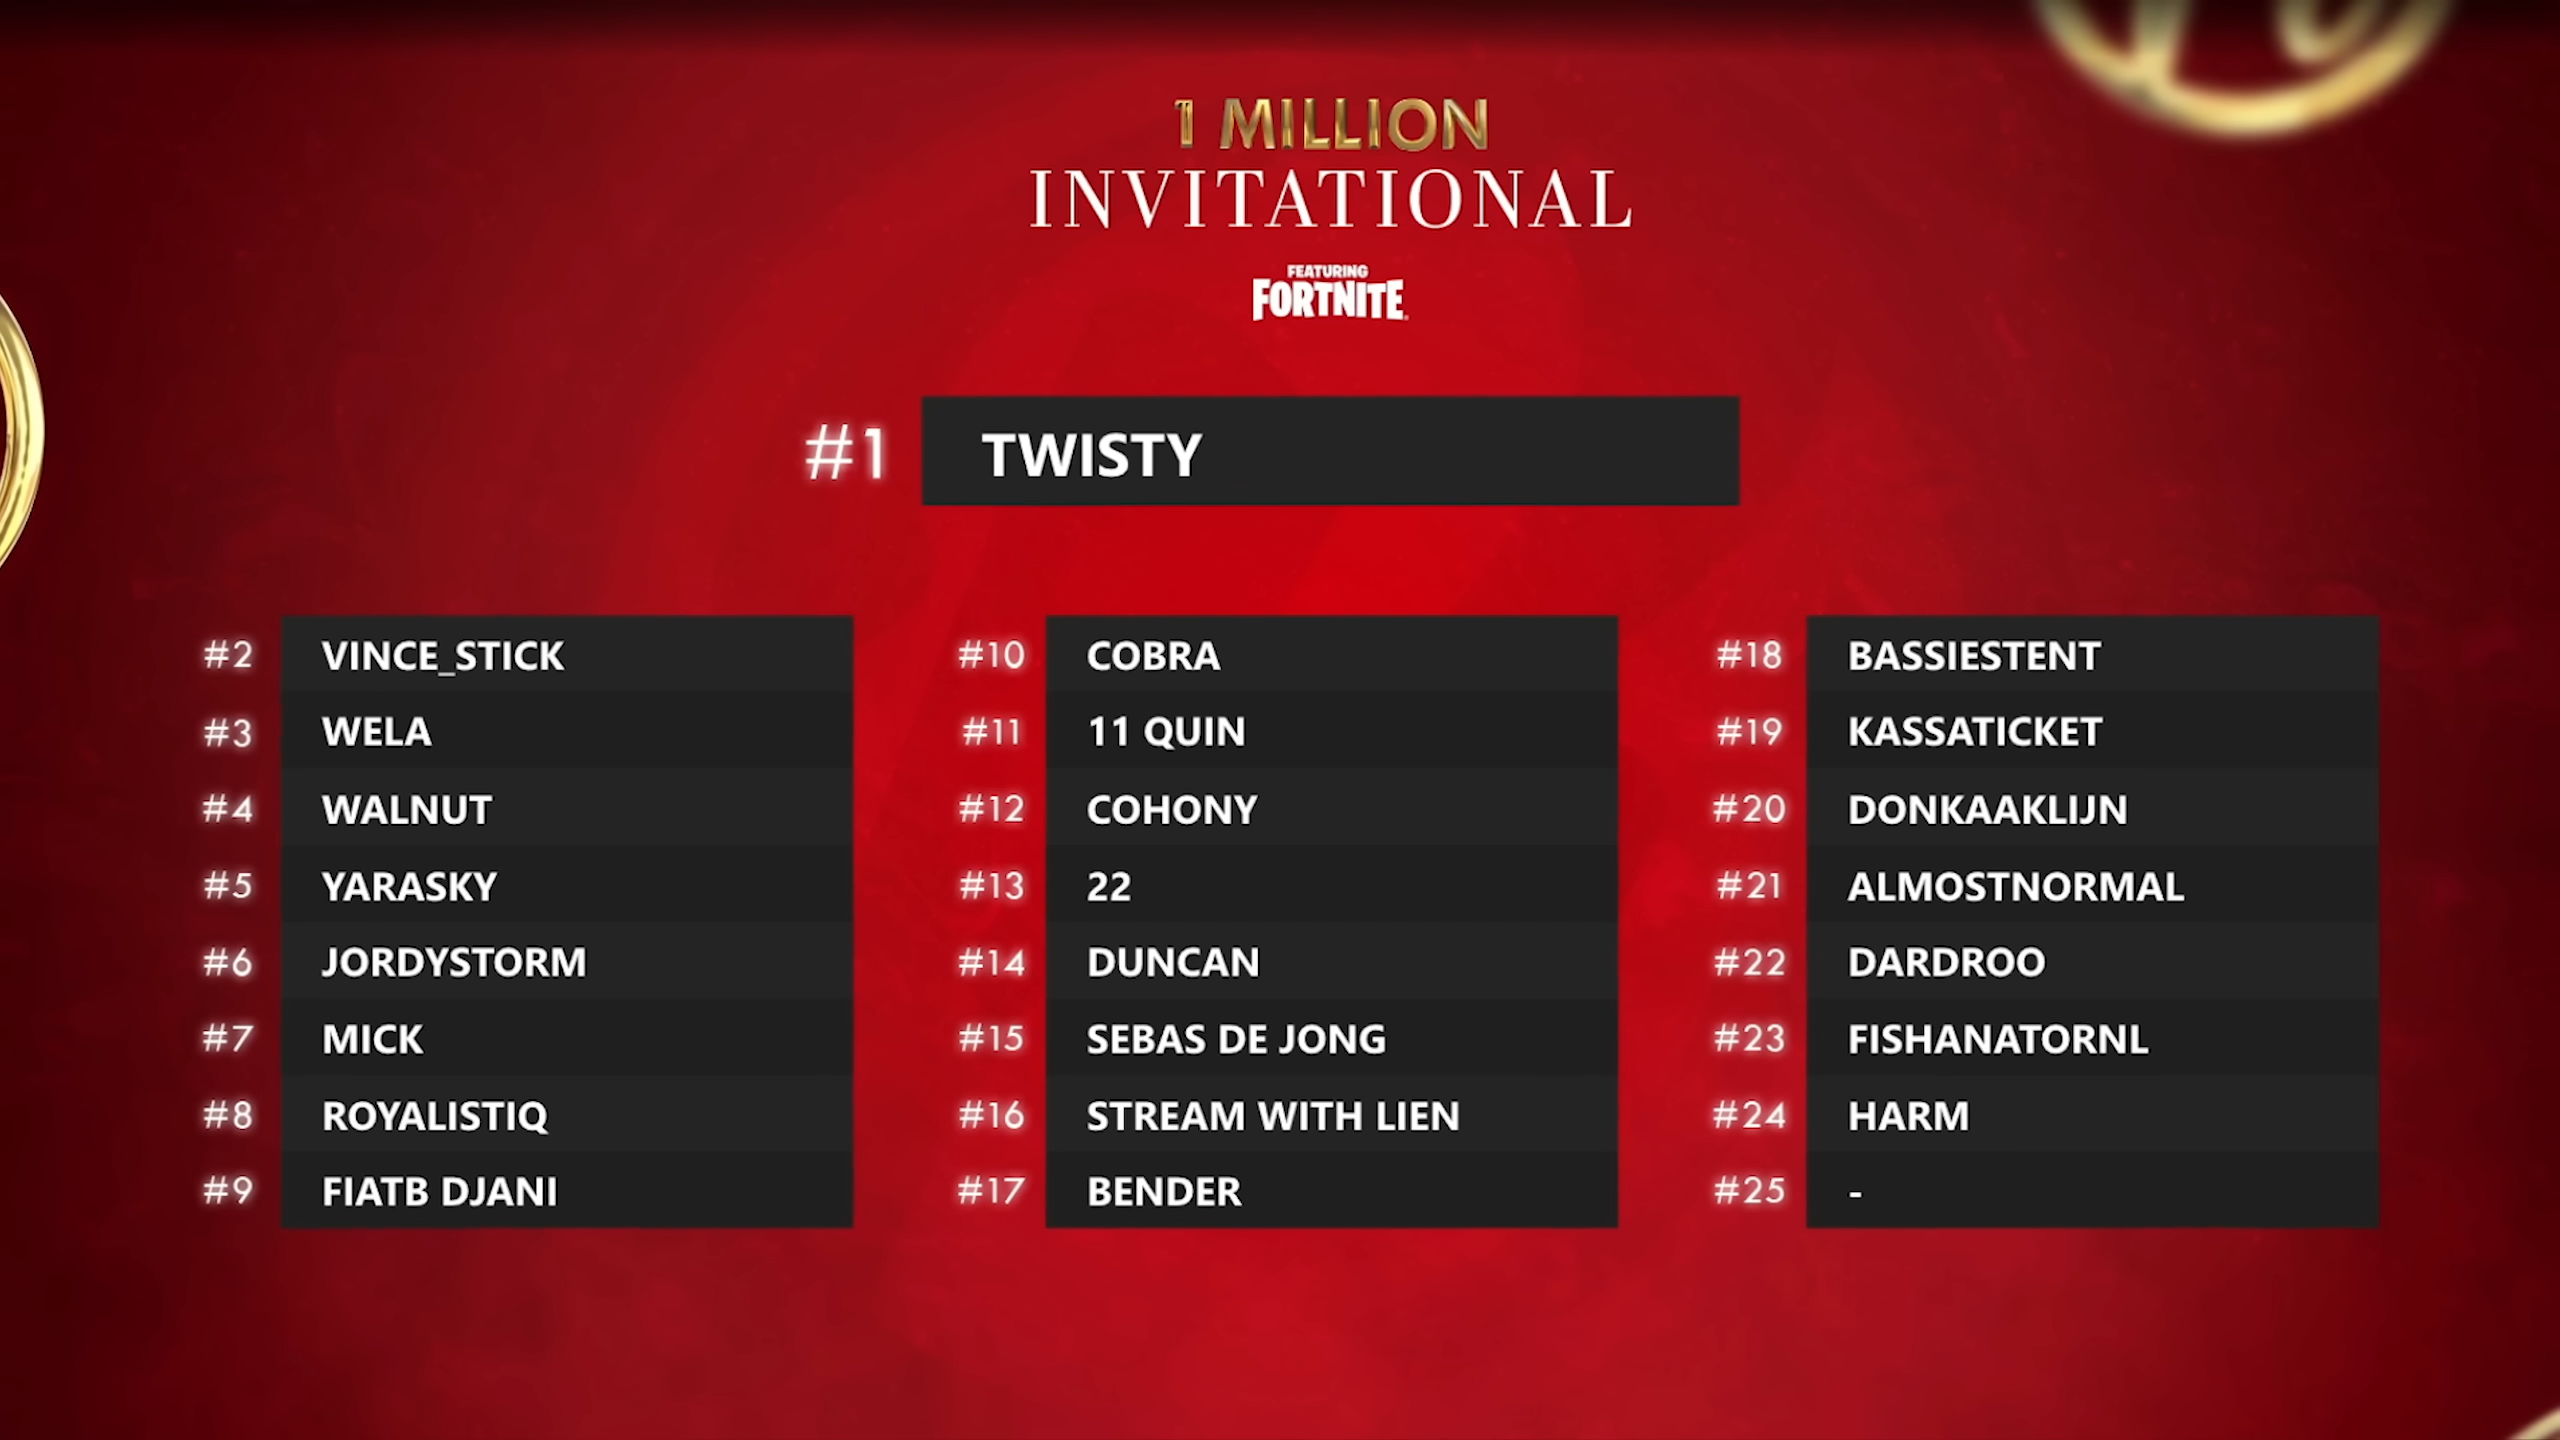 1 MILLION
INVITATIONAL
FEATURING
FORTNITE
#1 TWISTY
#2 VINCE_STICK
#3 WELA
#4 WALNUT
#5 YARASKY
#6 JORDYSTORM
#7 MICK
#8 ROYALISTIQ
#9 FIATB DJANI
#10 COBRA
#11 11 QUIN
#12 COHONY
#13 22
#14 DUNCAN
#15 SEBAS DE JONG
#16 STREAM WITH LIEN
#17 BENDER
#18 BASSIESTENT
#19 KASSATICKET
#20 DONKAAKLIJN
#21 ALMOSTNORMAL
#22 DARDROO
#23 FISHANATORNL
#24 HARM
#25 -